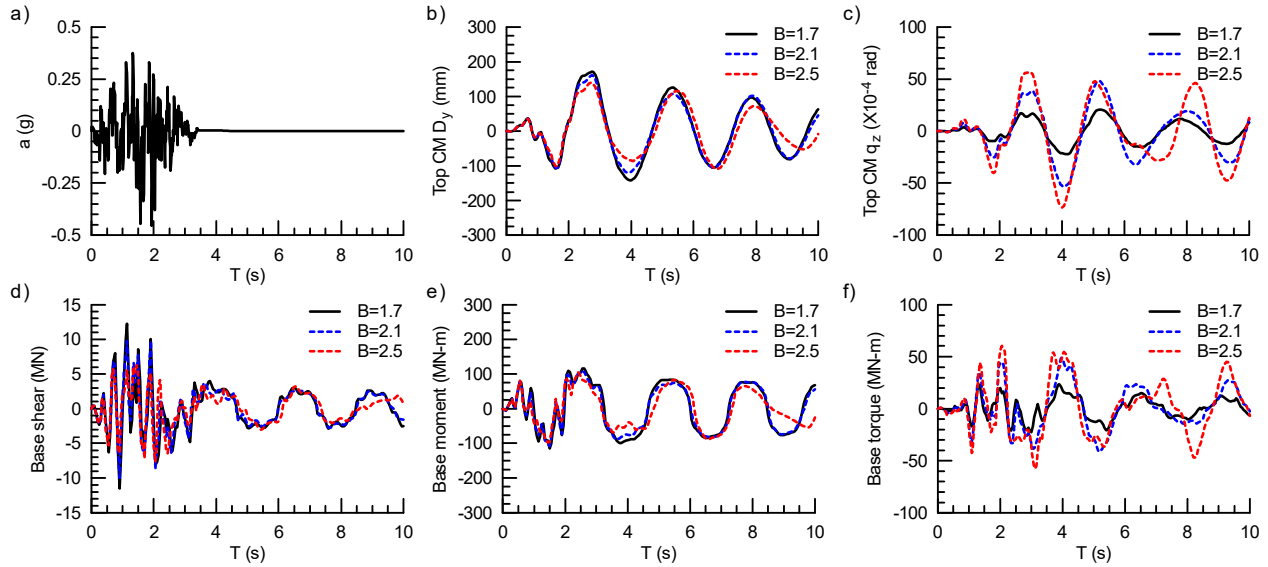 a)
0.5
0.25
0
-0.25
-0.5
a (g)
0 2 4 6 8 10
T (s)
b)
300
200
100
0
-100
-200
-300
Top CM Dy (mm)
B=1.7
B=2.1
B=2.5
0 2 4 6 8 10
T (s)
c)
100
50
0
-50
-100
Top CM qz (X10⁻⁴ rad)
B=1.7
B=2.1
B=2.5
0 2 4 6 8 10
T (s)
d)
15
10
5
0
-5
-10
-15
Base shear (MN)
B=1.7
B=2.1
B=2.5
0 2 4 6 8 10
T (s)
e)
300
200
100
0
-100
-200
-300
Base moment (MN-m)
B=1.7
B=2.1
B=2.5
0 2 4 6 8 10
T (s)
f)
100
50
0
-50
-100
Base torque (MN-m)
B=1.7
B=2.1
B=2.5
0 2 4 6 8 10
T (s)